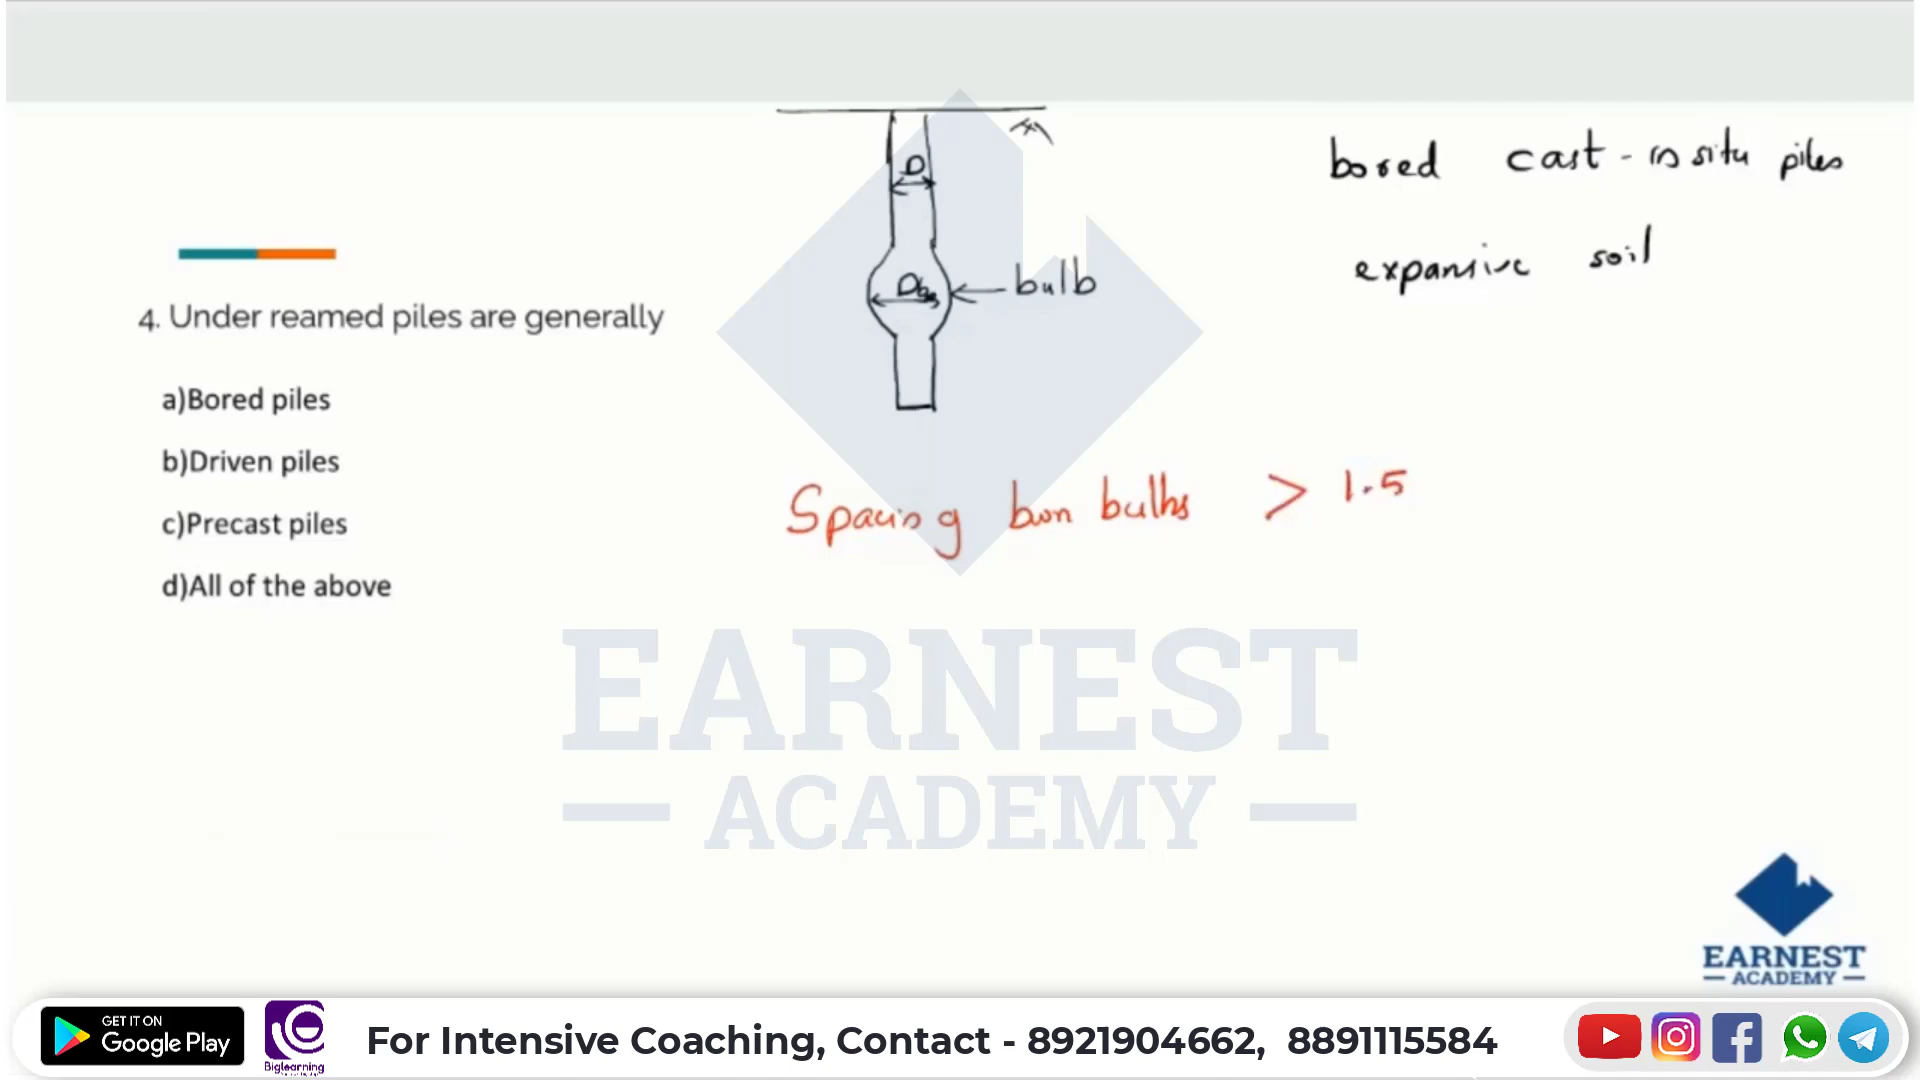 bored cast-in situ piles
expansive soil
D
bulb
4. Under reamed piles are generally
a)Bored piles
b)Driven piles
c)Precast piles
d)All of the above
Spacing bwn bulbs > 1.5
EARNEST
ACADEMY
EARNEST
ACADEMY
GET IT ON
Google Play
Biglearning
For Intensive Coaching, Contact - 8921904662, 8891115584